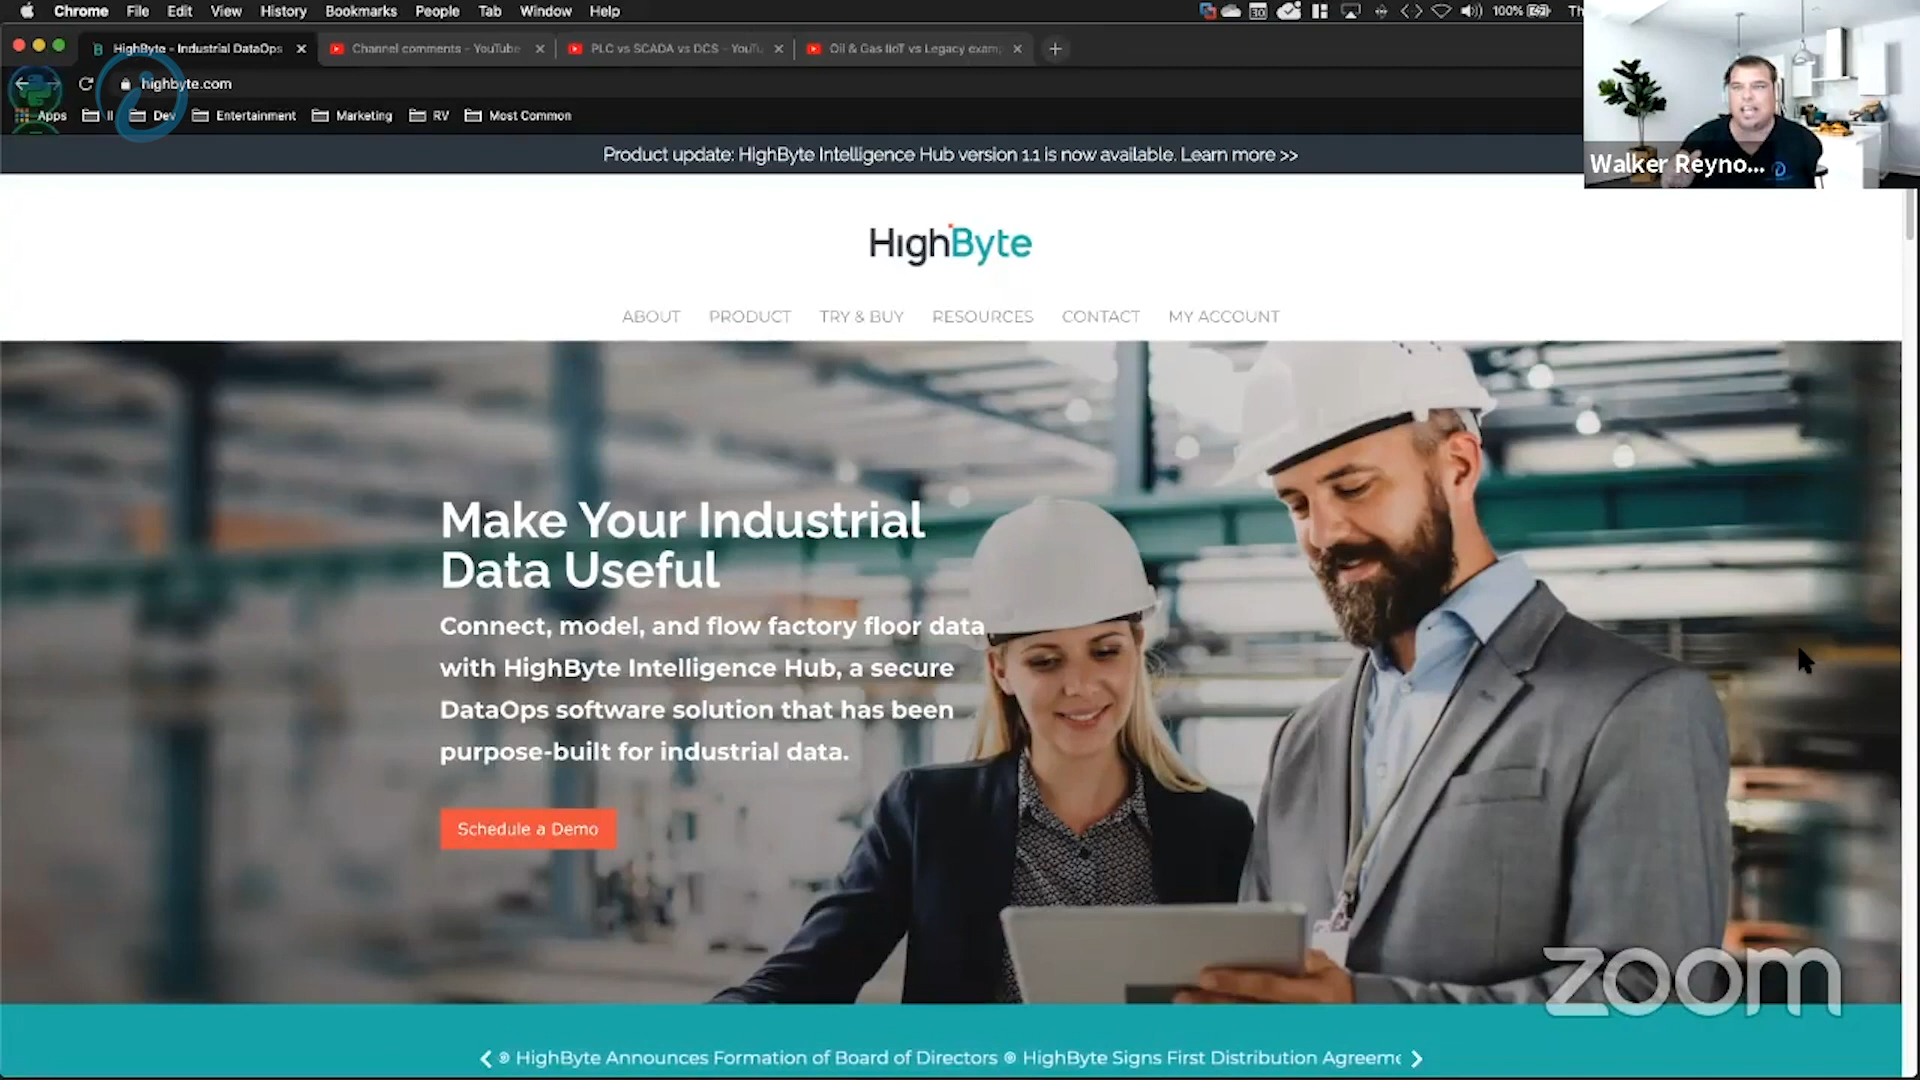 Chrome File Edit View History Bookmarks People Tab Window Help
30
100%
Th
HighByte - Industrial DataOps
Channel comments - YouTube
PLC vs SCADA vs DCS - YouTu
Oil & Gas IIoT vs Legacy exam
highbyte.com
Apps
II
Dev
Entertainment
Marketing
RV
Most Common
Walker Reyno...
Product update: HighByte Intelligence Hub version 1.1 is now available. Learn more >>
HighByte
ABOUT PRODUCT TRY & BUY RESOURCES CONTACT MY ACCOUNT
Make Your Industrial
Data Useful
Connect, model, and flow factory floor data
with HighByte Intelligence Hub, a secure
DataOps software solution that has been
purpose-built for industrial data.
Schedule a Demo
zoom
HighByte Announces Formation of Board of Directors
HighByte Signs First Distribution Agreeme